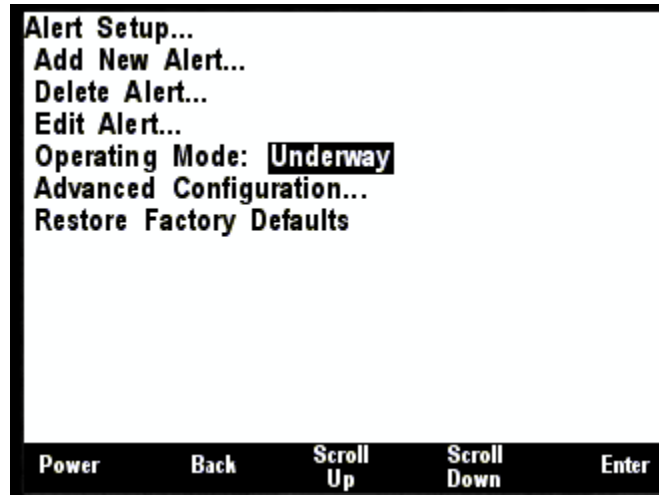 Alert Setup...
Add New Alert...
Delete Alert...
Edit Alert...
Operating Mode: Underway
Advanced Configuration...
Restore Factory Defaults
Power Back Scroll Up Scroll Down Enter